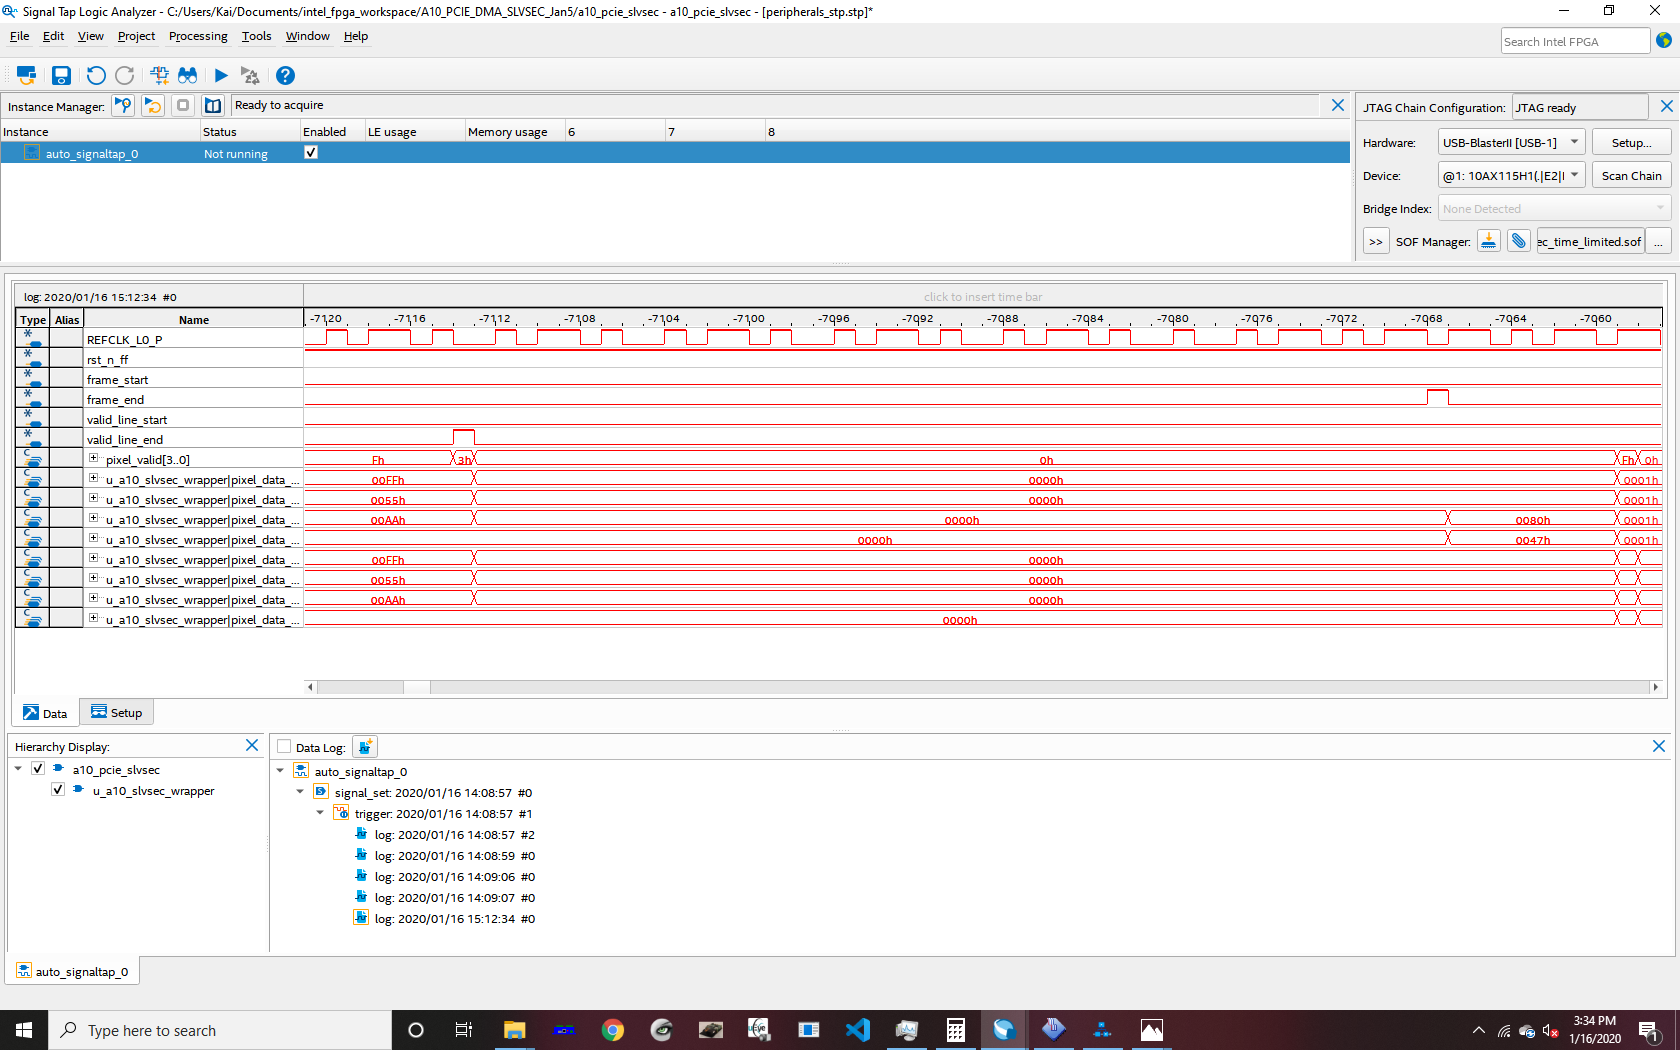 Signal Tap Logic Analyzer - C:/Users/Kai/Documents/intel_fpga_workspace/A10_PCIE_DMA_SLVSEC_Jan5/a10_pcie_slvsec - a10_pcie_slvsec - [peripherals_stp.stp]*
File Edit View Project Processing Tools Window Help
Search Intel FPGA
Instance Manager: Ready to acquire
Instance Status Enabled LE usage Memory usage 6 7 8
auto_signaltap_0 Not running
JTAG Chain Configuration: JTAG ready
Hardware: USB-BlasterII [USB-1] Setup...
Device: @1: 10AX115H1(.|E2|I Scan Chain
Bridge Index: None Detected
>> SOF Manager: ec_time_limited.sof ...
log: 2020/01/16 15:12:34 #0 click to insert time bar
Type Alias Name -7120 -7116 -7112 -7108 -7104 -7100 -7096 -7092 -7088 -7084 -7080 -7076 -7072 -7068 -7064 -7060
REFCLK_L0_P
rst_n_ff
frame_start
frame_end
valid_line_start
valid_line_end
pixel_valid[3..0] Fh 3h 0h Fh 0h
u_a10_slvsec_wrapper|pixel_data_... 00FFh 0000h 0001h
u_a10_slvsec_wrapper|pixel_data_... 0055h 0000h 0001h
u_a10_slvsec_wrapper|pixel_data_... 00AAh 0000h 0080h 0001h
u_a10_slvsec_wrapper|pixel_data_... 0000h 0047h 0001h
u_a10_slvsec_wrapper|pixel_data_... 00FFh 0000h
u_a10_slvsec_wrapper|pixel_data_... 0055h 0000h
u_a10_slvsec_wrapper|pixel_data_... 00AAh 0000h
u_a10_slvsec_wrapper|pixel_data_... 0000h
Data Setup
Hierarchy Display:
a10_pcie_slvsec
u_a10_slvsec_wrapper
Data Log:
auto_signaltap_0
signal_set: 2020/01/16 14:08:57 #0
trigger: 2020/01/16 14:08:57 #1
log: 2020/01/16 14:08:57 #2
log: 2020/01/16 14:08:59 #0
log: 2020/01/16 14:09:06 #0
log: 2020/01/16 14:09:07 #0
log: 2020/01/16 15:12:34 #0
auto_signaltap_0
Type here to search
3:34 PM
1/16/2020
1